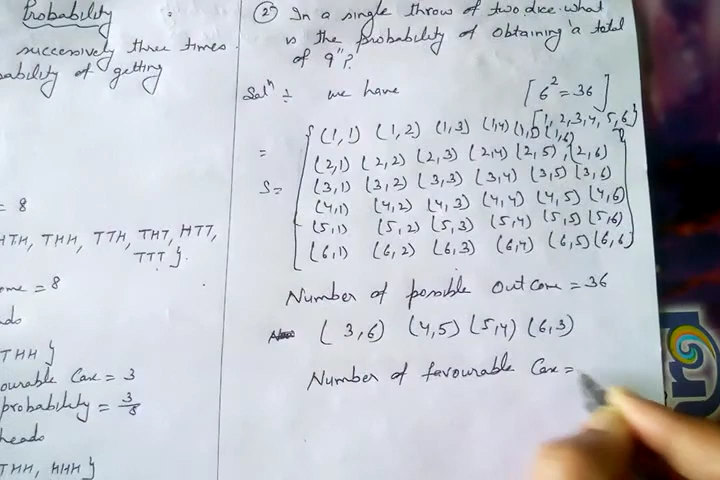 Probability :
successively three times.
ability of getting
= 8
HTH, THH, TTH, THT, HTT,
TTT }.
ome = 8
ads
THH }
ourable Case = 3
probability = 3/8
heads
THH, HHH }
② In a single throw of two dice. what
is the probability of obtaining "a total
of 9"?
Solⁿ ÷ we have [6² = 36]
[1, 2, 3, 4, 5, 6}
(1,1) (1,2) (1,3) (1,4) (1,5) (1,6)
= (2,1) (2,2) (2,3) (2,4) (2,5), (2,6)
S = (3,1) (3,2) (3,3) (3,4) (3,5) (3,6)
(4,1) (4,2) (4,3) (4,4) (4,5) (4,6)
(5,1) (5,2) (5,3) (5,4) (5,5) (5,6)
(6,1) (6,2) (6,3) (6,4) (6,5) (6,6)
Number of possible outcome = 36
(3,6) (4,5) (5,4) (6,3)
Number of favourable Case =